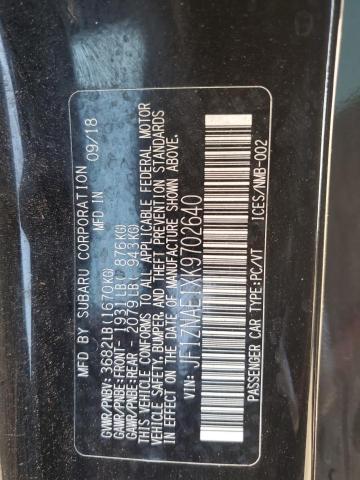 MFD BY SUBARU CORPORATION
MFD IN 09/18
GVWR/PNBV: 3682LB(1670KG)
GAWR/PNBE:FRONT- 1931LB( 876KG)
GAWR/PNBE:REAR - 2079LB( 943KG)
THIS VEHICLE CONFORMS TO ALL APPLICABLE FEDERAL MOTOR
VEHICLE SAFETY, BUMPER, AND THEFT PREVENTION STANDARDS
IN EFFECT ON THE DATE OF MANUFACTURE SHOWN ABOVE.
JF1ZNAE1XK9702640
PASSENGER CAR TYPE:PC/VT ICES/NMB-002